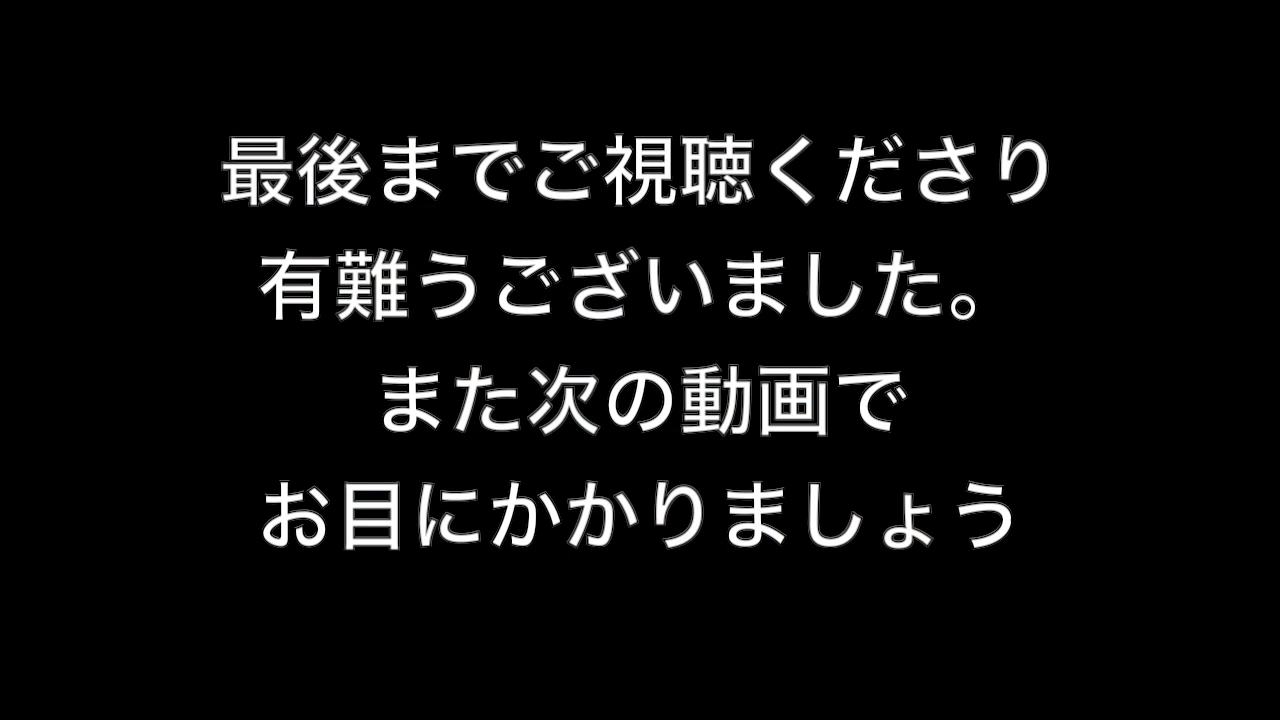 最後までご視聴くださり
有難うございました。
また次の動画で
お目にかかりましょう